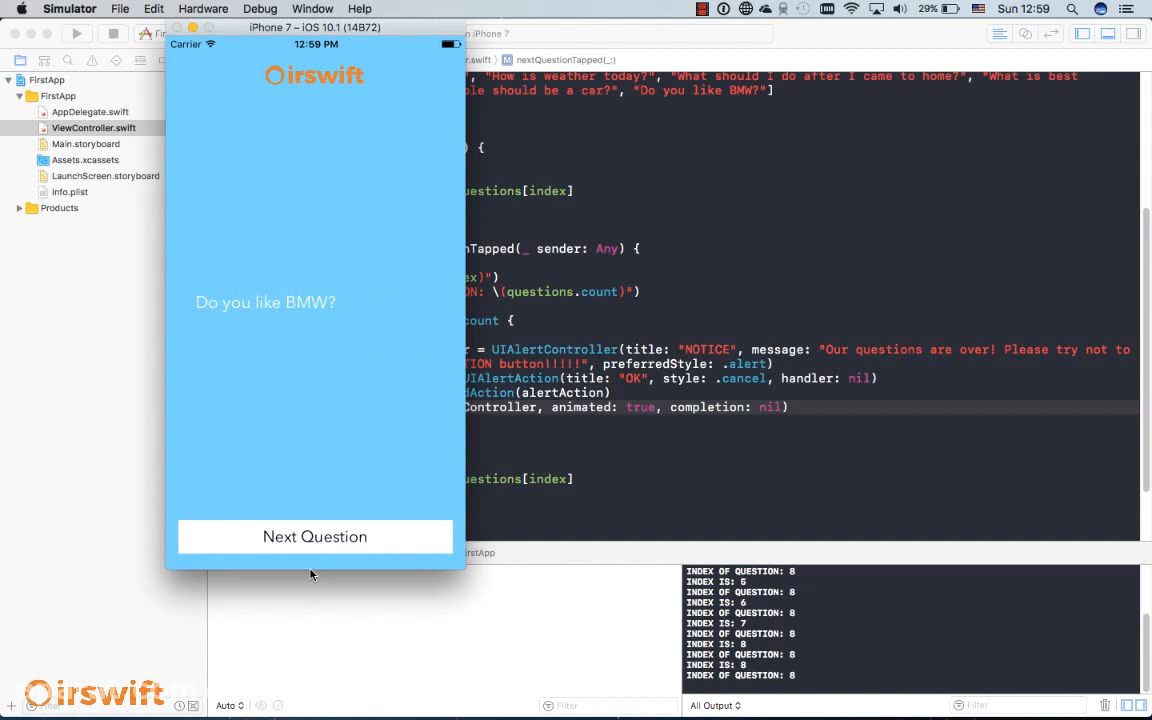 Simulator File Edit Hardware Debug Window Help 29% Sun 12:59
iPhone 7 – iOS 10.1 (14B72)
Fir
n iPhone 7
Carrier 12:59 PM
er.swift nextQuestionTapped(_:)
irswift
FirstApp
FirstApp
AppDelegate.swift
ViewController.swift
Main.storyboard
Assets.xcassets
LaunchScreen.storyboard
Info.plist
Products
, "How is weather today?", "What should I do after I came to home?", "What is best
ple should be a car?", "Do you like BMW?"]
) {
uestions[index]
nTapped(_ sender: Any) {
ex)")
ON: \(questions.count)")
count {
r = UIAlertController(title: "NOTICE", message: "Our questions are over! Please try not to
TION button!!!!!", preferredStyle: .alert)
UIAlertAction(title: "OK", style: .cancel, handler: nil)
dAction(alertAction)
Controller, animated: true, completion: nil)
uestions[index]
Do you like BMW?
Next Question
irstApp
INDEX OF QUESTION: 8
INDEX IS: 5
INDEX OF QUESTION: 8
INDEX IS: 6
INDEX OF QUESTION: 8
INDEX IS: 7
INDEX OF QUESTION: 8
INDEX IS: 8
INDEX OF QUESTION: 8
INDEX IS: 8
INDEX OF QUESTION: 8
irswift
Auto
Filter
All Output
Filter